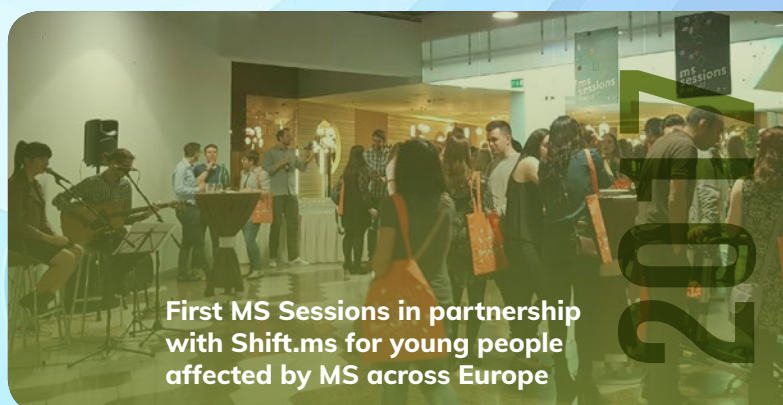 ms
sessions
ms
sessions
2017
First MS Sessions in partnership
with Shift.ms for young people
affected by MS across Europe